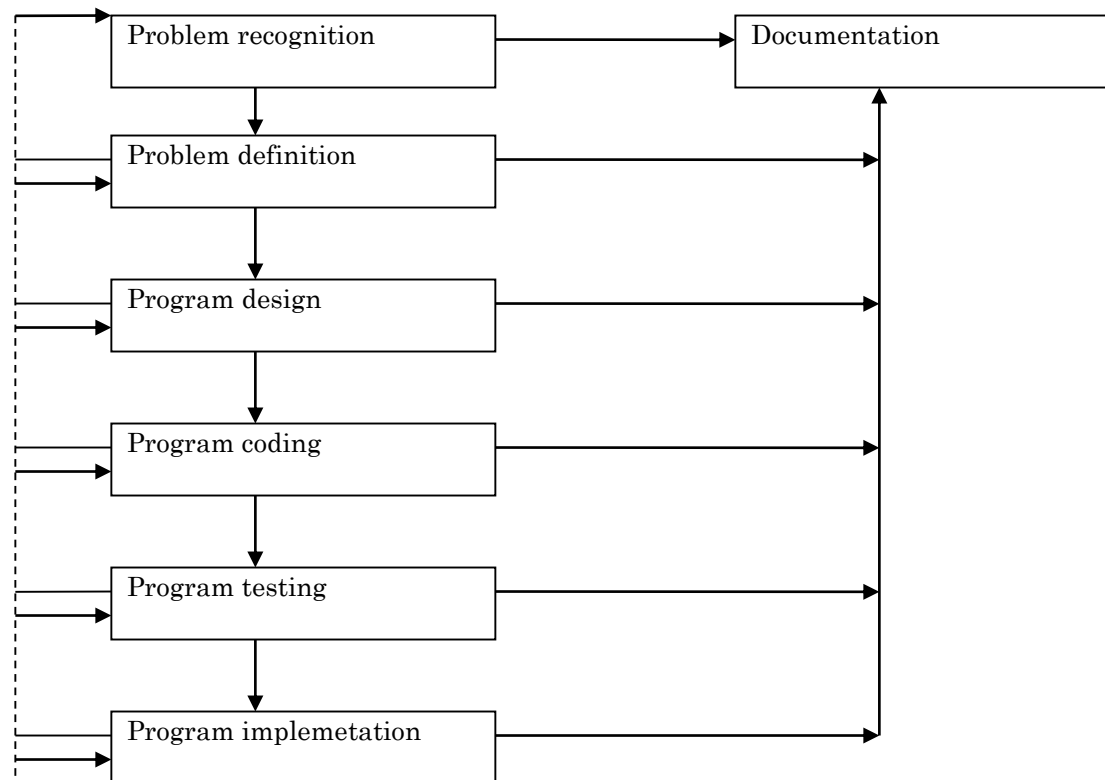 Problem recognition
Documentation
Problem definition
Program design
Program coding
Program testing
Program implemetation